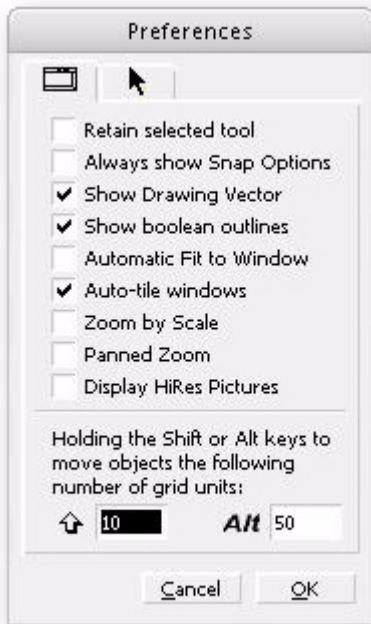 Preferences
Retain selected tool
Always show Snap Options
Show Drawing Vector
Show boolean outlines
Automatic Fit to Window
Auto-tile windows
Zoom by Scale
Panned Zoom
Display HiRes Pictures
Holding the Shift or Alt keys to
move objects the following
number of grid units:
10 Alt 50
Cancel OK